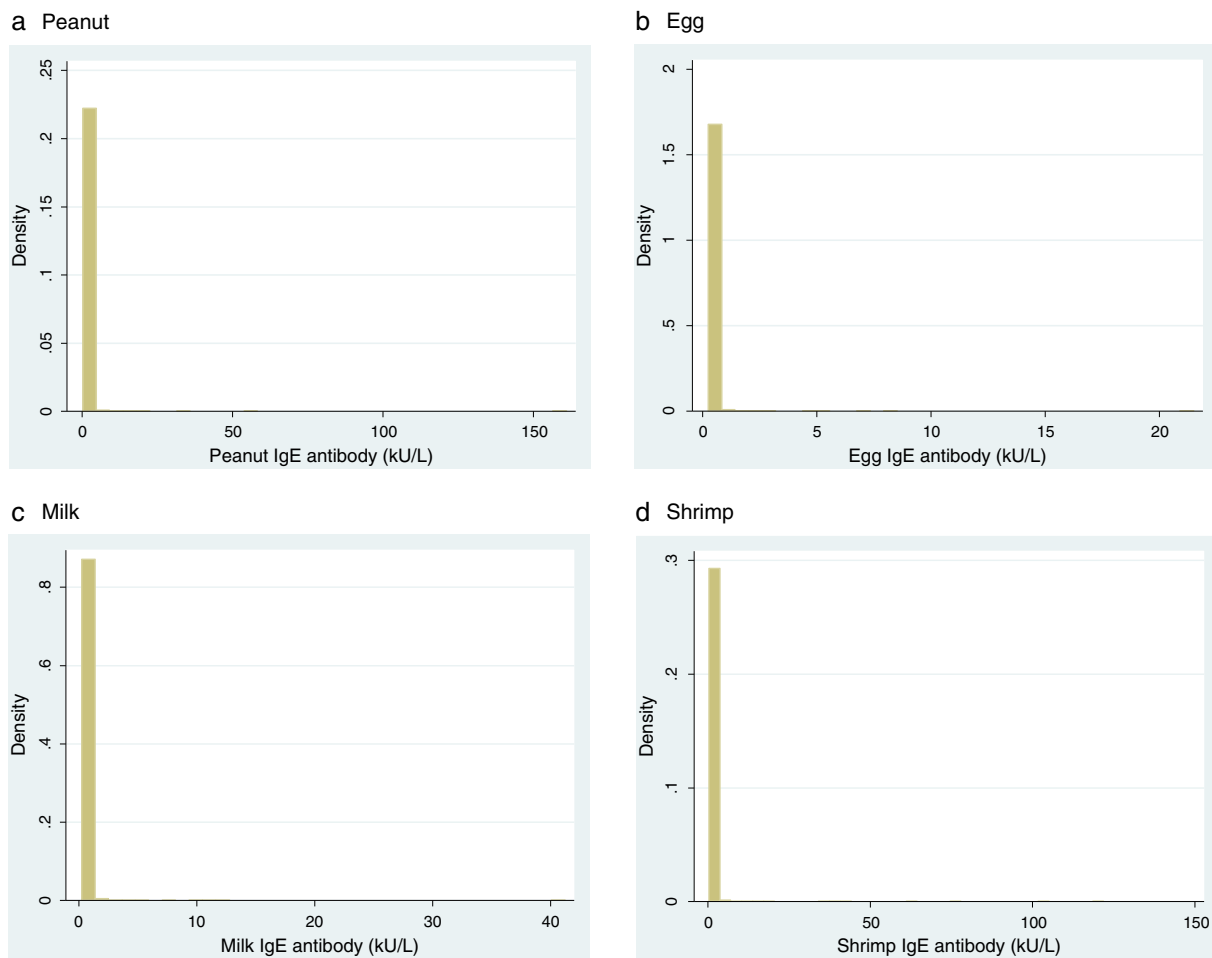 a Peanut
.25
.2
.15
.1
.05
0
Density
0 50 100 150
Peanut IgE antibody (kU/L)
b Egg
2
1.5
1
.5
0
Density
0 5 10 15 20
Egg IgE antibody (kU/L)
c Milk
.8
.6
.4
.2
0
Density
0 10 20 30 40
Milk IgE antibody (kU/L)
d Shrimp
.3
.2
.1
0
Density
0 50 100 150
Shrimp IgE antibody (kU/L)